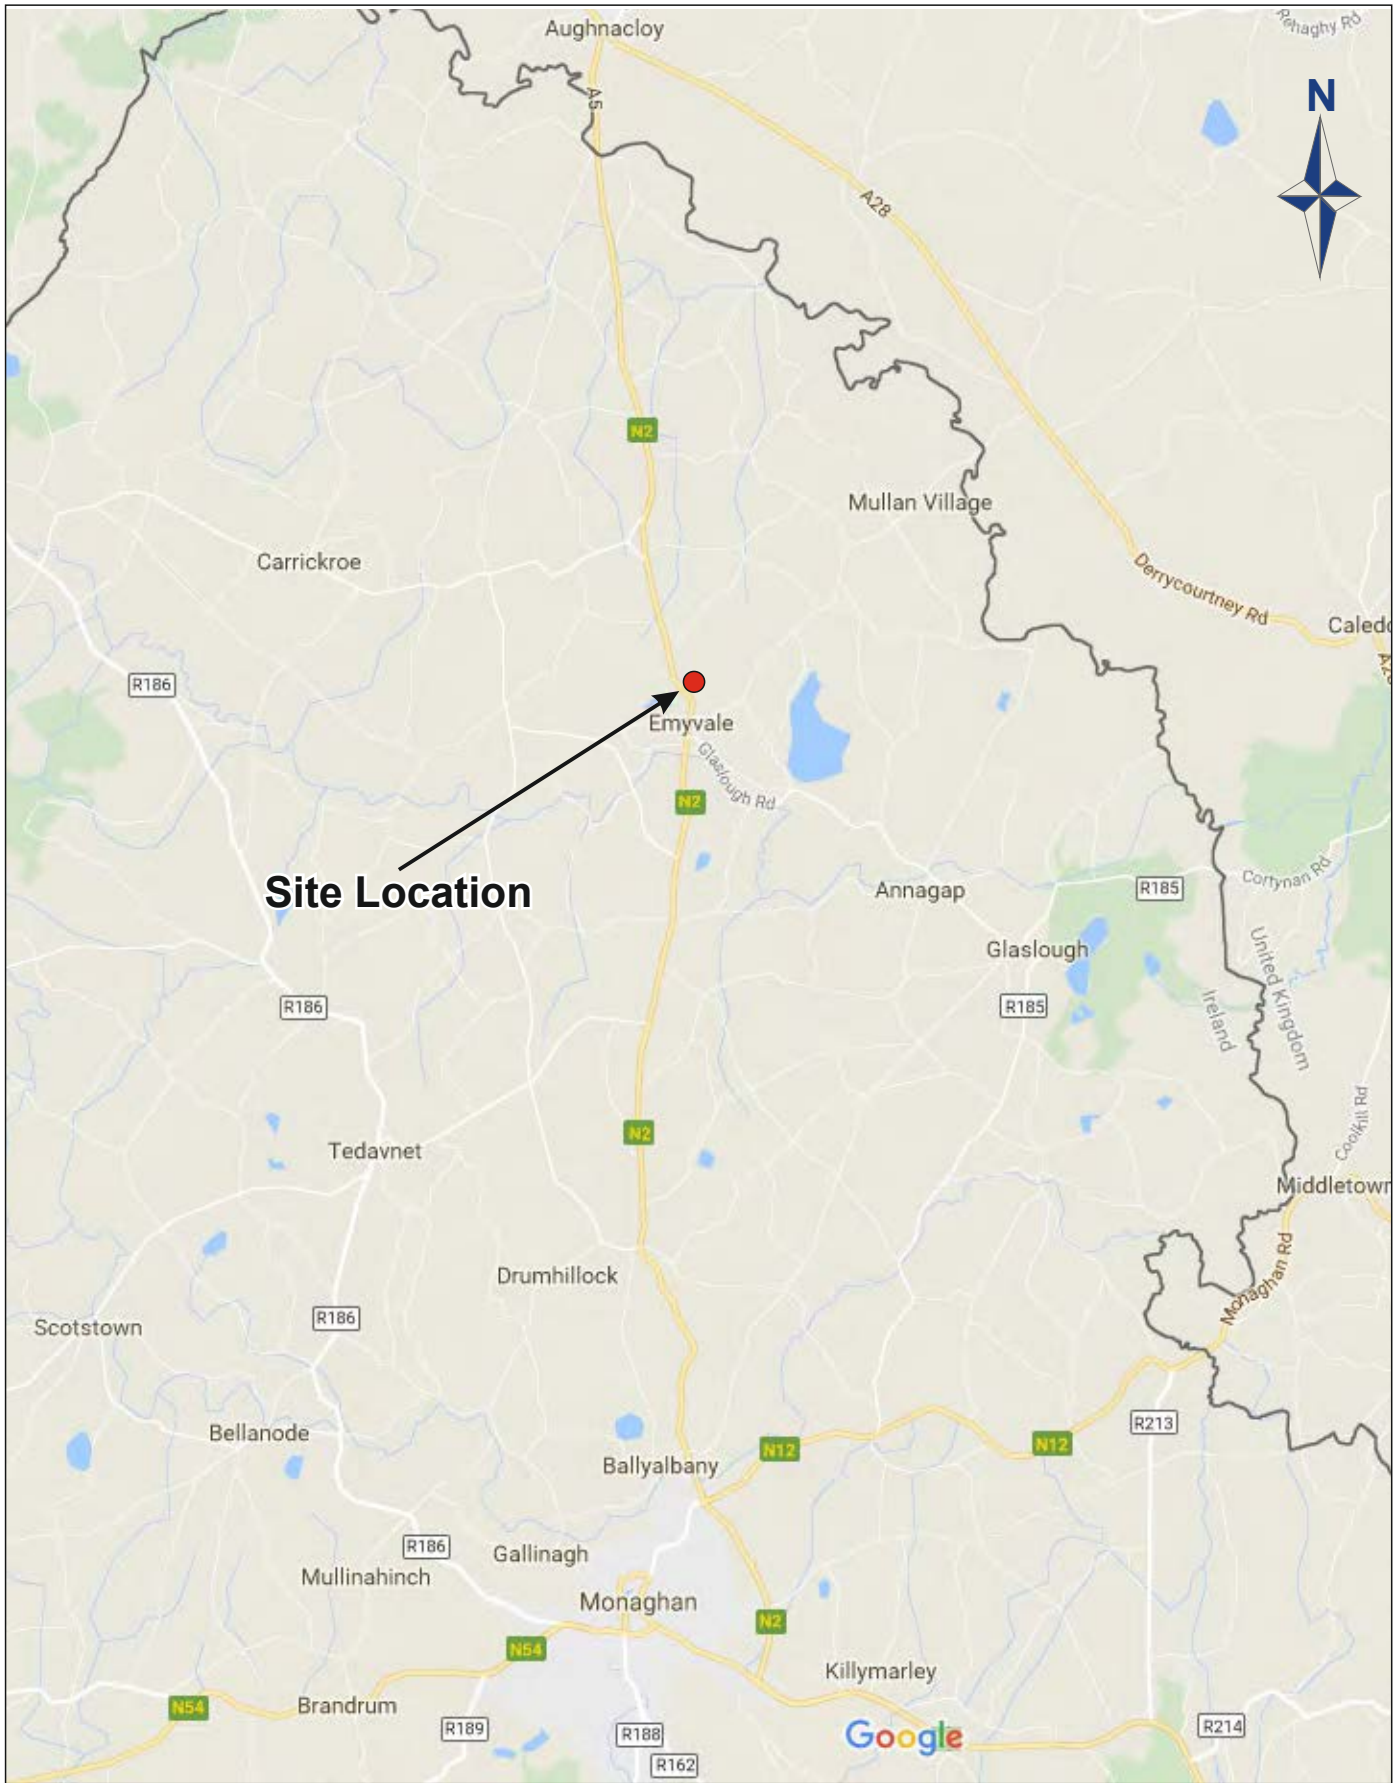 Aughnacloy
Rehaghy Rd
A5
N
A28
N2
Mullan Village
Carrickroe
Derrycourtney Rd
R186
Emyvale
Glaslough Rd
N2
Site Location
Annagap
R185
Cortynan Rd
Glaslough
R186
R185
United Kingdom
Ireland
N2
Tedavnet
Coolkill Rd
Middletown
Drumhillock
Monaghan Rd
R186
Scotstown
Bellanode
N12
N12
R213
Ballyalbany
R186
Gallinagh
Mullinahinch
Monaghan
N2
N54
Killymarley
N54
Brandrum
R189
R188
Google
R214
R162